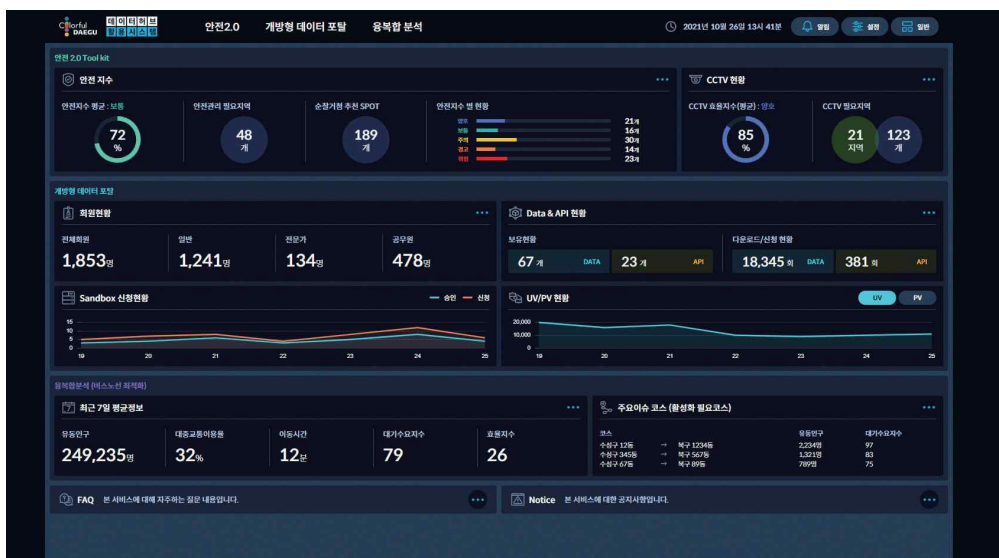 Colorful DAEGU 데이터허브 활용시스템 안전2.0 개방형 데이터 포탈 융복합 분석 2021년 10월 26일 13시 41분 알림 설정 일반
안전 2.0 Tool kit
안전 지수 CCTV 현황
안전지수 평균 : 보통 안전관리 필요지역 순찰거점 추천 SPOT 안전지수 별 현황 CCTV 효율지수(평균) : 양호 CCTV 필요지역
72 % 48 개 189 개 85 % 21 지역 123 개
양호 21개
보통 16개
주의 30개
경고 14개
위험 23개
개방형 데이터 포탈
회원현황 Data & API 현황
전체회원 일반 전문가 공무원 보유현황 다운로드/신청 현황
1,853명 1,241명 134명 478명 67 개 DATA 23 개 API 18,345 회 DATA 381 회 API
Sandbox 신청현황 승인 신청 UV/PV 현황 UV PV
15 20,000
10 10,000
5
0 0
19 20 21 22 23 24 25 19 20 21 22 23 24 25
융복합분석 (버스노선 최적화)
최근 7일 평균정보 주요이슈 코스 (활성화 필요코스)
유동인구 대중교통이용율 이동시간 대기수요지수 효율지수 코스 유동인구 대기수요지수
249,235명 32% 12분 79 26
수성구 12동 → 북구 1234동 2,234명 97
수성구 345동 → 북구 567동 1,321명 83
수성구 67동 → 북구 89동 789명 75
FAQ 본 서비스에 대해 자주하는 질문 내용입니다. Notice 본 서비스에 대한 공지사항입니다.